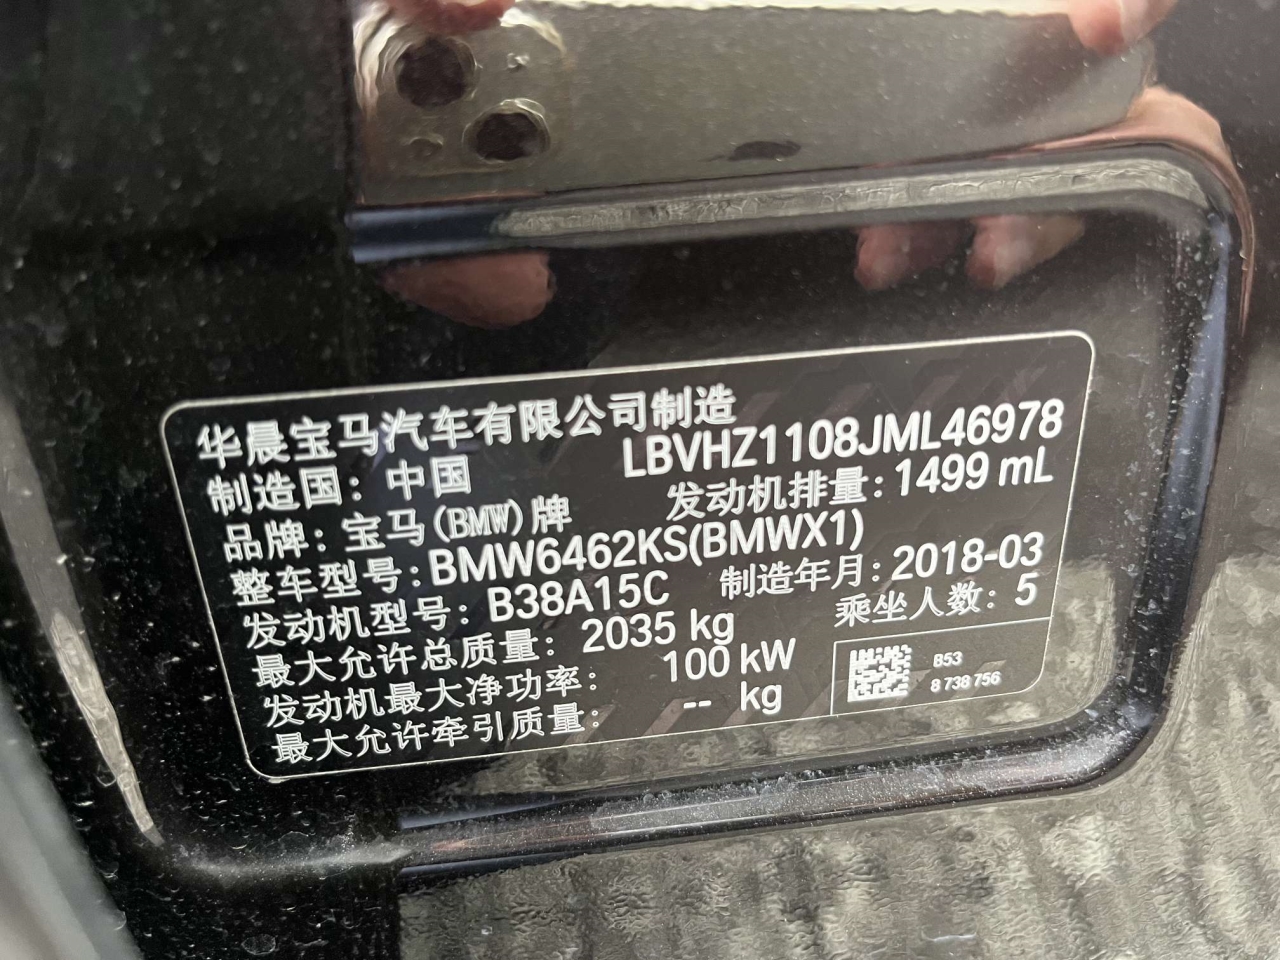 华晨宝马汽车有限公司制造
制造国：中国 LBVHZ1108JML46978
品牌：宝马(BMW)牌 发动机排量：1499 mL
整车型号：BMW6462KS(BMWX1)
发动机型号：B38A15C 制造年月：2018-03
最大允许总质量：2035 kg 乘坐人数：5
发动机最大净功率：100 kW
最大允许牵引质量：-- kg
B53
8 738 756